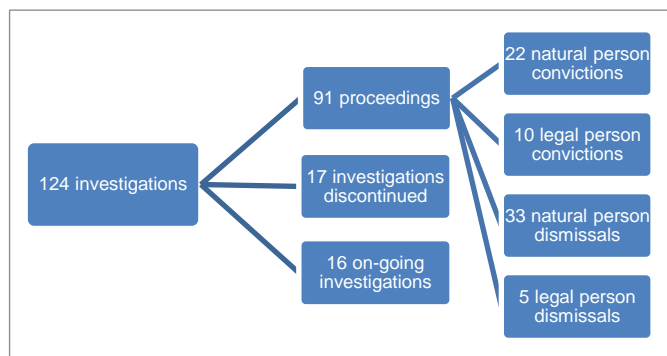 124 investigations
91 proceedings
17 investigations
discontinued
16 on-going
investigations
22 natural person
convictions
10 legal person
convictions
33 natural person
dismissals
5 legal person
dismissals